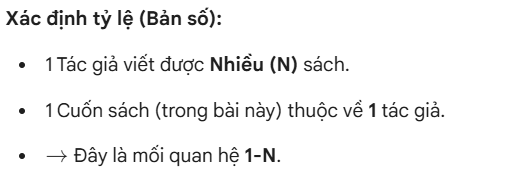 Xác định tỷ lệ (Bản số):
• 1 Tác giả viết được Nhiều (N) sách.
• 1 Cuốn sách (trong bài này) thuộc về 1 tác giả.
• → Đây là mối quan hệ 1-N.